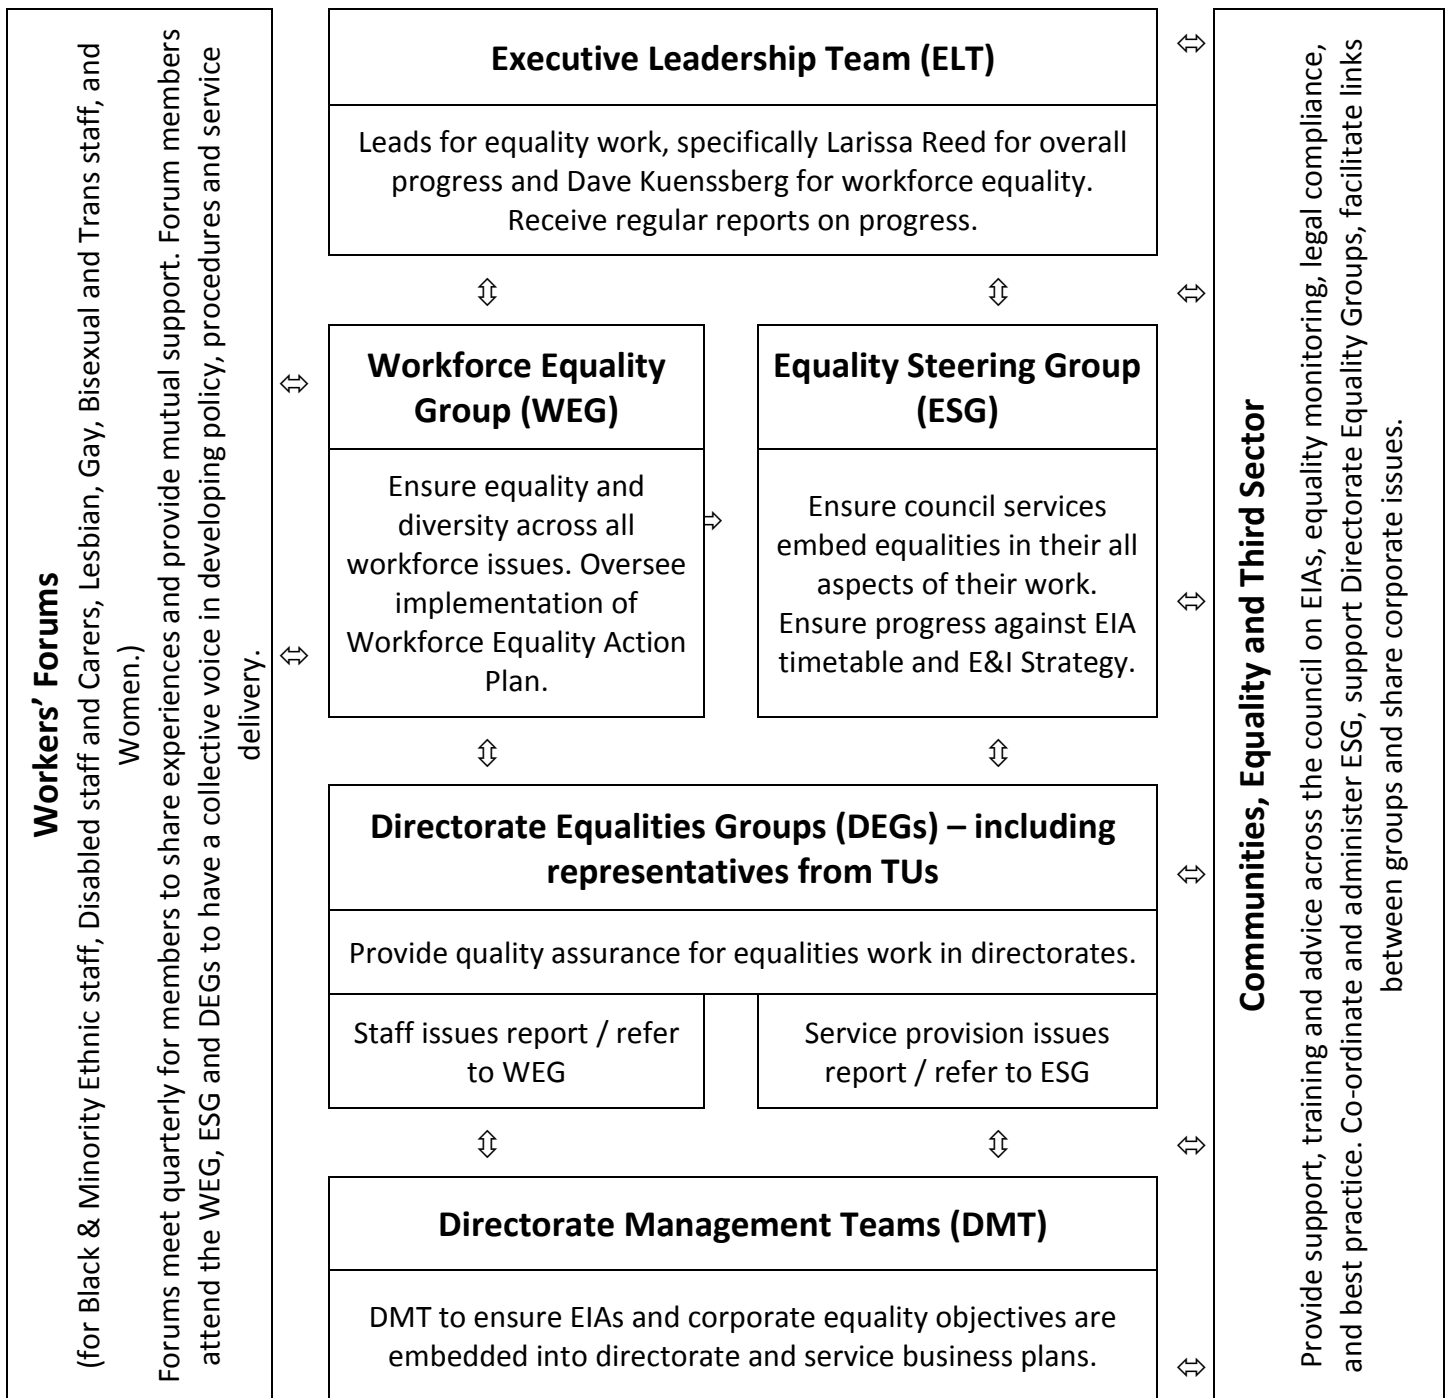 Workers’ Forums
(for Black & Minority Ethnic staff, Disabled staff and Carers, Lesbian, Gay, Bisexual and Trans staff, and
Women.)
Forums meet quarterly for members to share experiences and provide mutual support. Forum members
attend the WEG, ESG and DEGs to have a collective voice in developing policy, procedures and service
delivery.
Executive Leadership Team (ELT)
Leads for equality work, specifically Larissa Reed for overall
progress and Dave Kuenssberg for workforce equality.
Receive regular reports on progress.
Workforce Equality
Group (WEG)
Ensure equality and
diversity across all
workforce issues. Oversee
implementation of
Workforce Equality Action
Plan.
Equality Steering Group
(ESG)
Ensure council services
embed equalities in their all
aspects of their work.
Ensure progress against EIA
timetable and E&I Strategy.
Directorate Equalities Groups (DEGs) – including
representatives from TUs
Provide quality assurance for equalities work in directorates.
Staff issues report / refer
to WEG
Service provision issues
report / refer to ESG
Directorate Management Teams (DMT)
DMT to ensure EIAs and corporate equality objectives are
embedded into directorate and service business plans.
Communities, Equality and Third Sector
Provide support, training and advice across the council on EIAs, equality monitoring, legal compliance,
and best practice. Co-ordinate and administer ESG, support Directorate Equality Groups, facilitate links
between groups and share corporate issues.